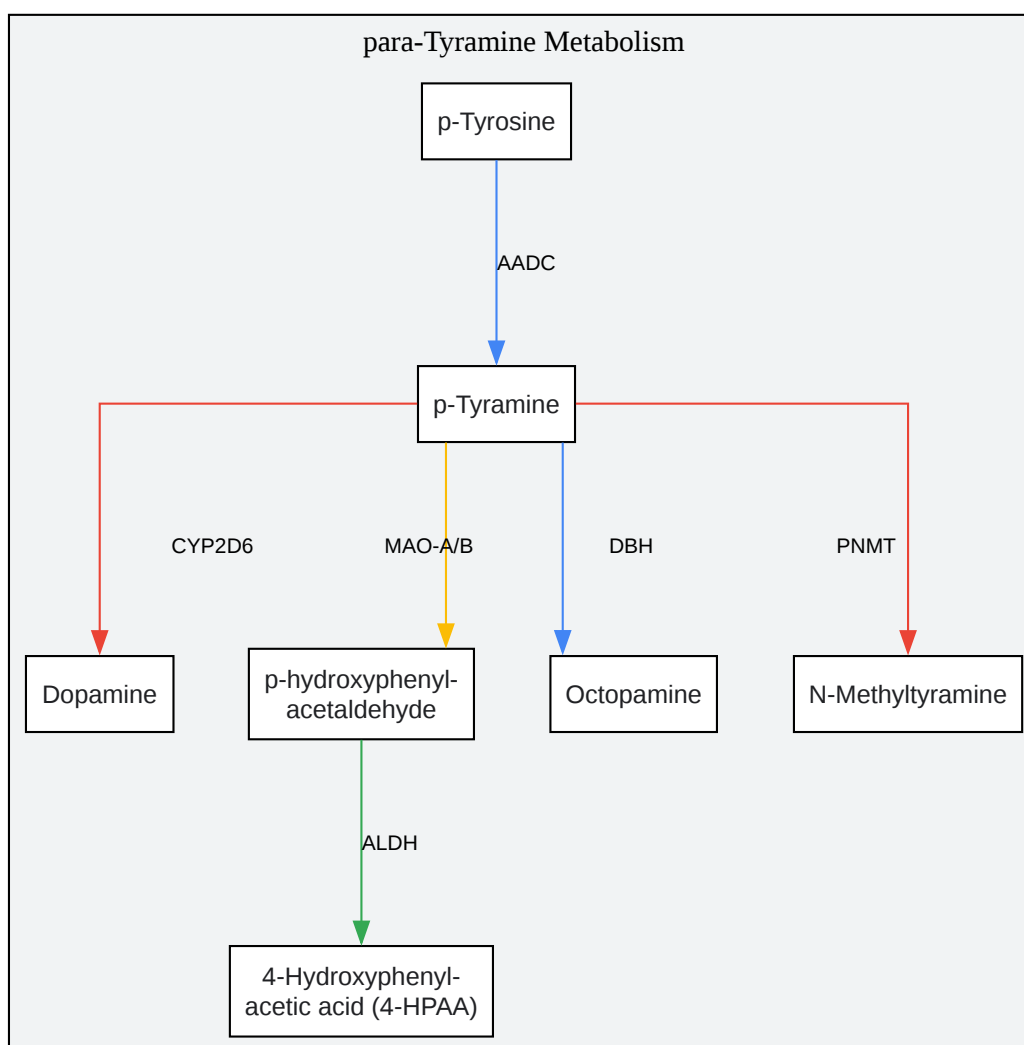 para-Tyramine Metabolism
p-Tyrosine
AADC
p-Tyramine
CYP2D6
MAO-A/B
DBH
PNMT
Dopamine
p-hydroxyphenyl-
acetaldehyde
Octopamine
N-Methyltyramine
ALDH
4-Hydroxyphenyl-
acetic acid (4-HPAA)